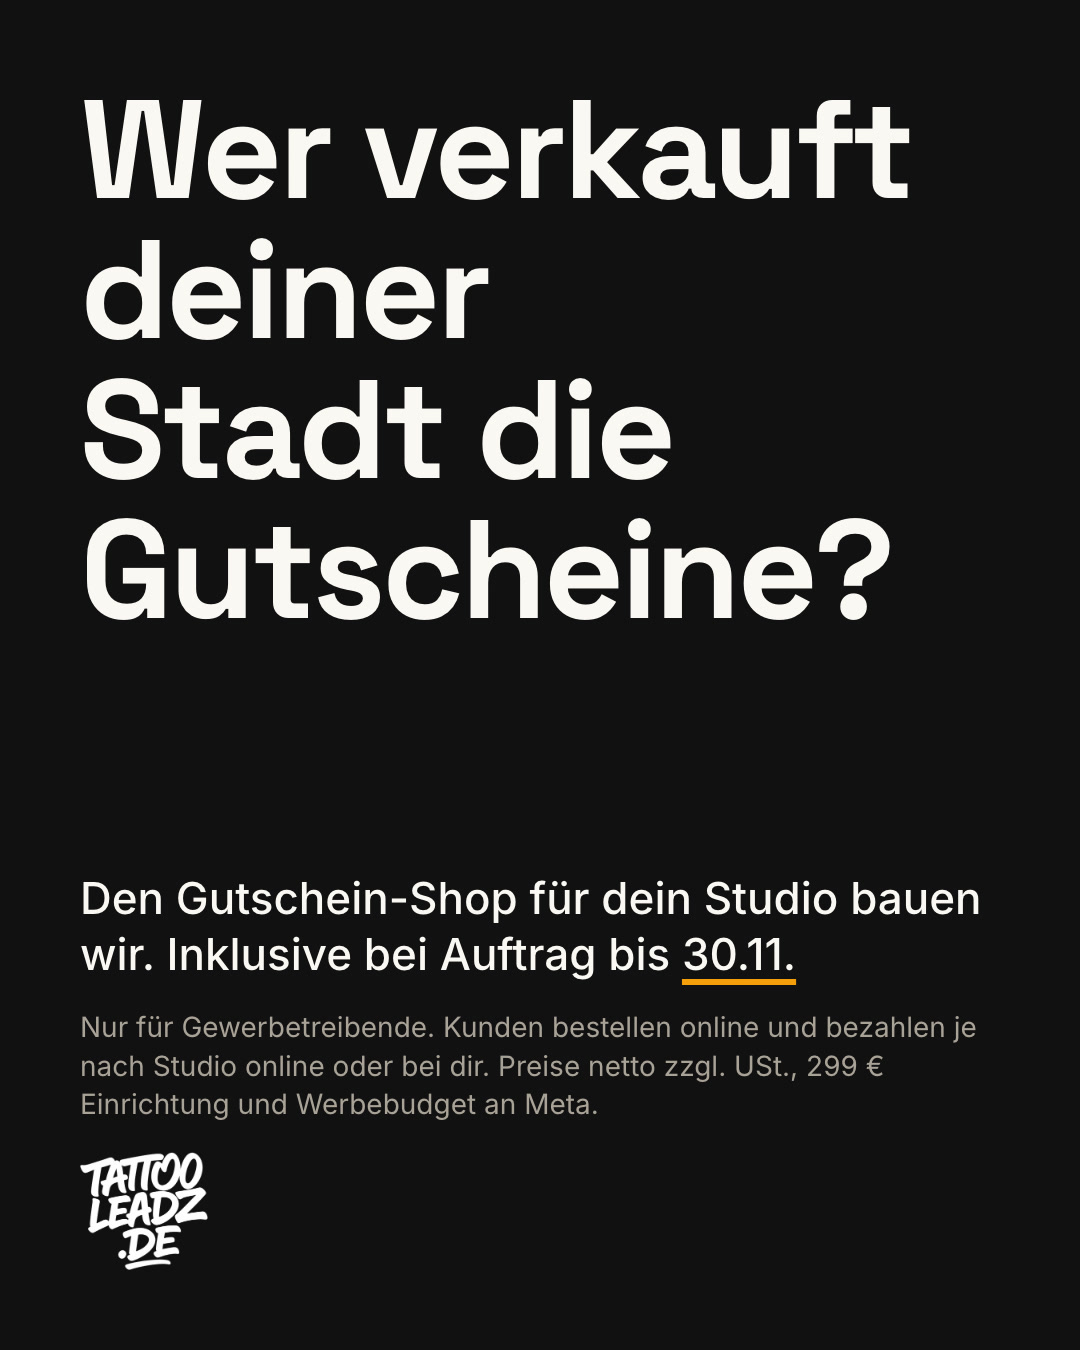 Wer verkauft
deiner
Stadt die
Gutscheine?
Den Gutschein-Shop für dein Studio bauen
wir. Inklusive bei Auftrag bis 30.11.
Nur für Gewerbetreibende. Kunden bestellen online und bezahlen je
nach Studio online oder bei dir. Preise netto zzgl. USt., 299 €
Einrichtung und Werbebudget an Meta.
TATTOO
LEADZ
.DE